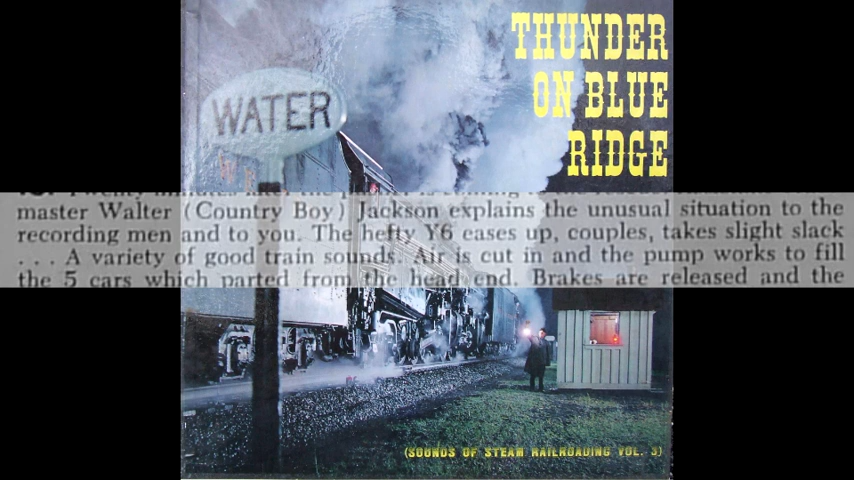 THUNDER
ON BLUE
RIDGE
WATER
master Walter (Country Boy) Jackson explains the unusual situation to the
recording men and to you. The hefty Y6 eases up, couples, takes slight slack
. . . A variety of good train sounds. Air is cut in and the pump works to fill
the 5 cars which parted from the head end. Brakes are released and the
(SOUNDS OF STEAM RAILROADING VOL. 3)